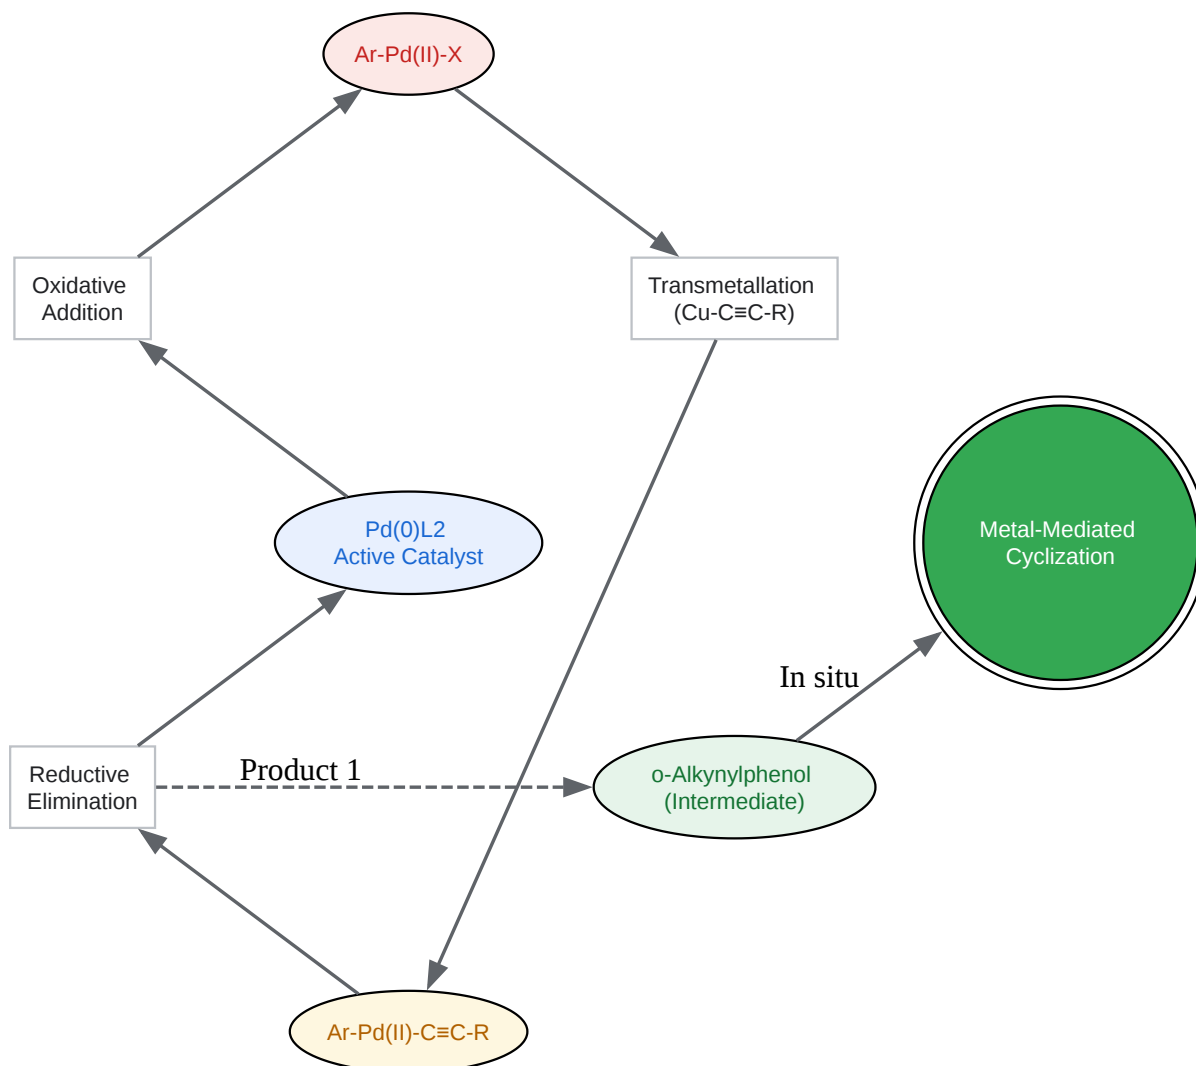 Ar-Pd(II)-X
Oxidative
Addition
Transmetallation
(Cu-C≡C-R)
Pd(0)L2
Active Catalyst
Metal-Mediated
Cyclization
In situ
Reductive
Elimination
Product 1
o-Alkynylphenol
(Intermediate)
Ar-Pd(II)-C≡C-R